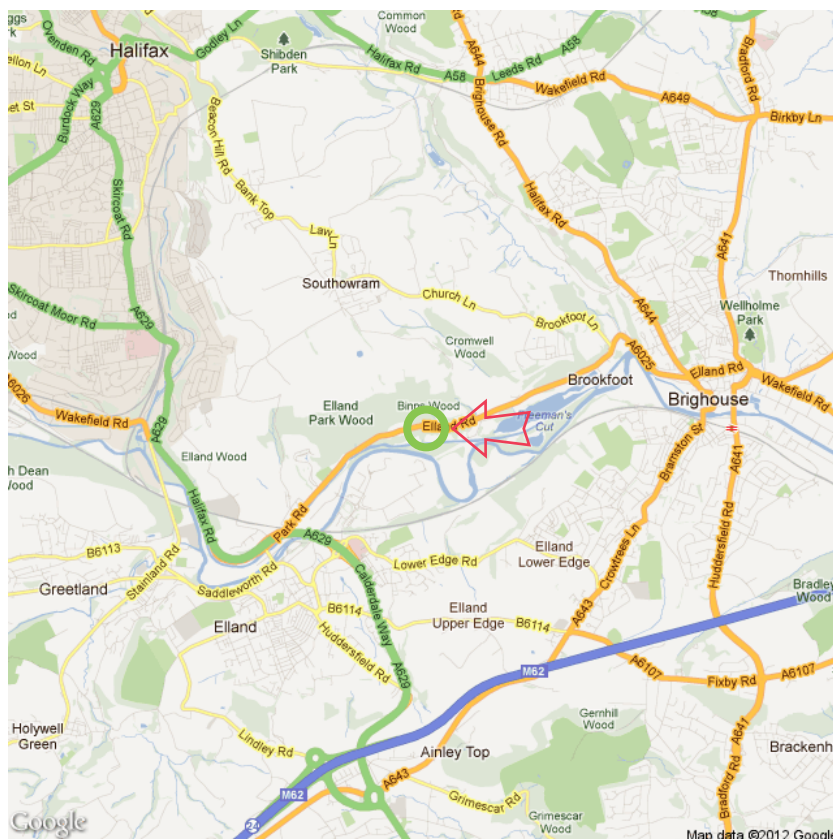 Ovenden Rd
Halifax
Godley Ln
Shibden
Park
Common
Wood
Halifax Rd
A58
Leeds Rd
A58
A644
Bradford Rd
Wakefield Rd
A649
Birkby Ln
Burdock Way
A629
Beacon Hill Rd
Brighouse Rd
Skircoat Rd
Bank Top
Law Ln
Halifax Rd
A641
Southowram
Church Ln
Thornhills
Skircoat Moor Rd
A629
Wood
Brookfoot Ln
A644
Wellholme
Park
Cromwell
Wood
A6025
Elland Rd
Brookfoot
Wakefield Rd
A6026
Wakefield Rd
A629
Elland
Park Wood
Binns Wood
Elland Rd
Freeman's
Cut
Brighouse
Bramston St
A641
Elland Wood
h Dean
Wood
Halifax Rd
Park Rd
A629
Huddersfield Rd
B6113
Stainland Rd
Lower Edge Rd
Elland
Lower Edge
Crowtrees Ln
Greetland
Saddleworth Rd
Calderdale Way
Bradley
Wood
B6114
Elland
Upper Edge
B6114
A643
Elland
Huddersfield Rd
A629
M62
A6107
Fixby Rd
A6107
Holywell
Green
Lindley Rd
Gernhill
Wood
A641
Ainley Top
Brackenh
M62
A643
Grimescar Rd
Bradford Rd
Grimescar
Wood
24
Google
Map data ©2012 Google